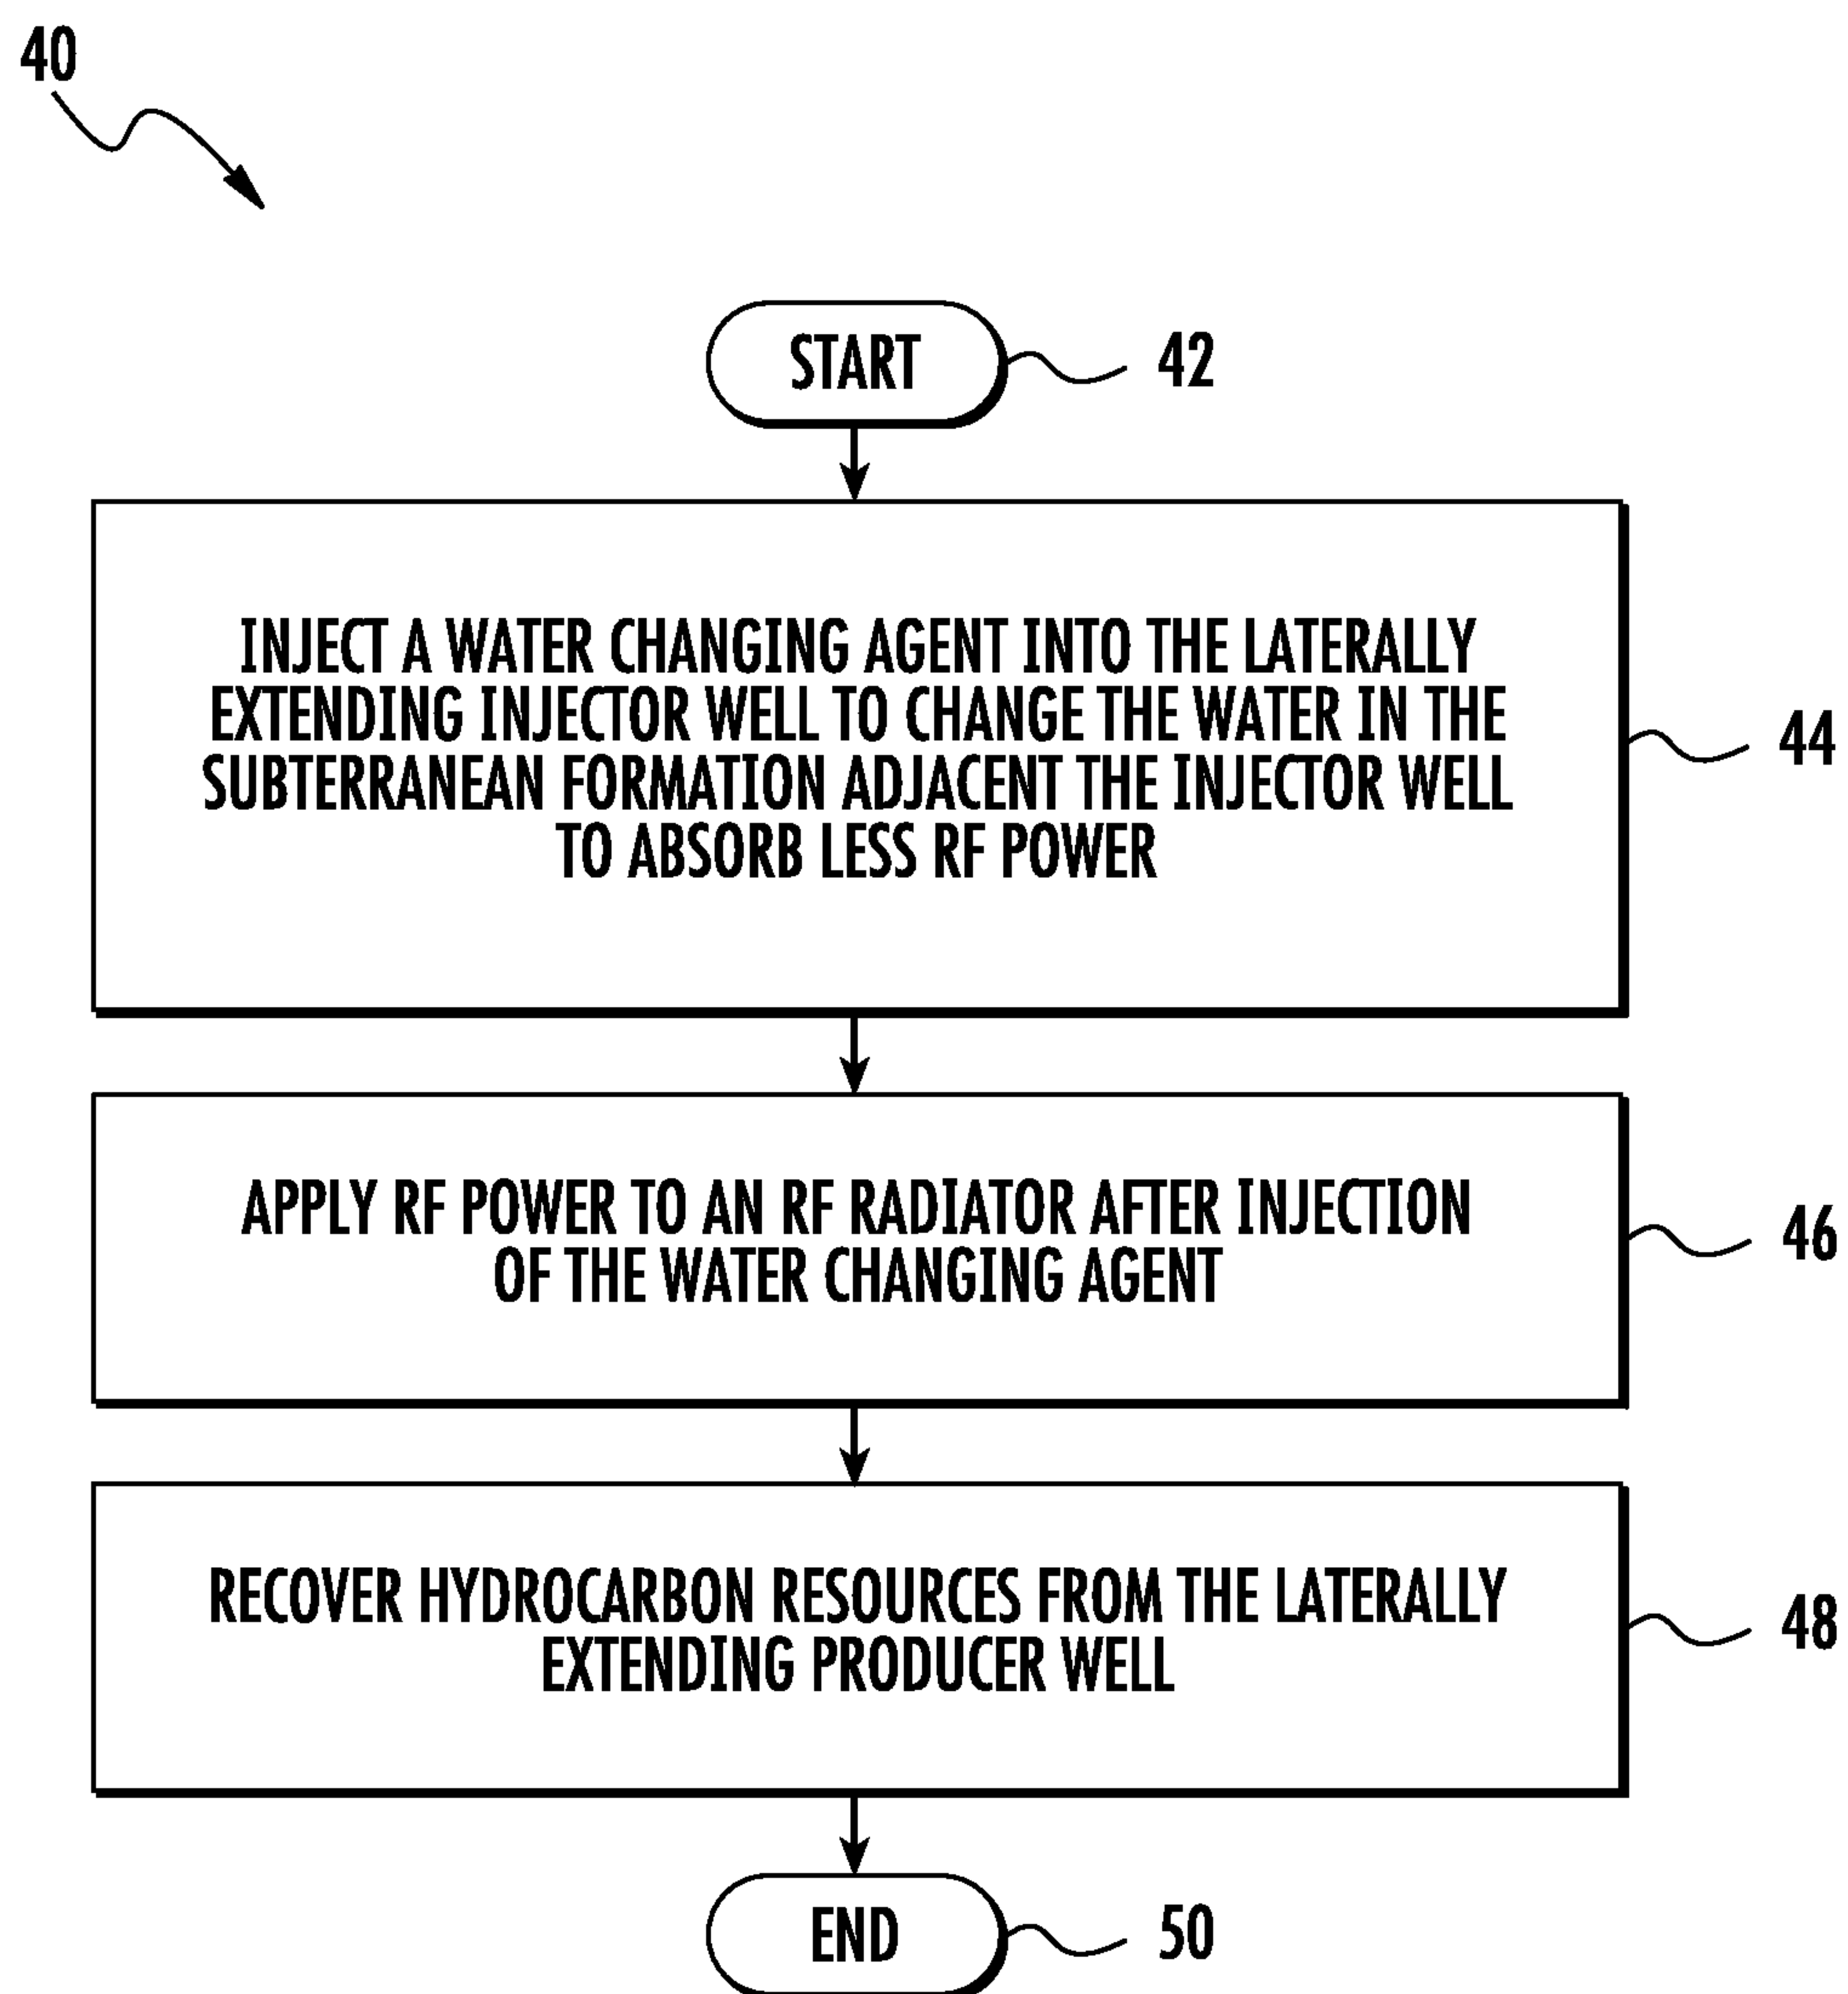 40
START
42
INJECT A WATER CHANGING AGENT INTO THE LATERALLY
EXTENDING INJECTOR WELL TO CHANGE THE WATER IN THE
SUBTERRANEAN FORMATION ADJACENT THE INJECTOR WELL
TO ABSORB LESS RF POWER
44
APPLY RF POWER TO AN RF RADIATOR AFTER INJECTION
OF THE WATER CHANGING AGENT
46
RECOVER HYDROCARBON RESOURCES FROM THE LATERALLY
EXTENDING PRODUCER WELL
48
END
50